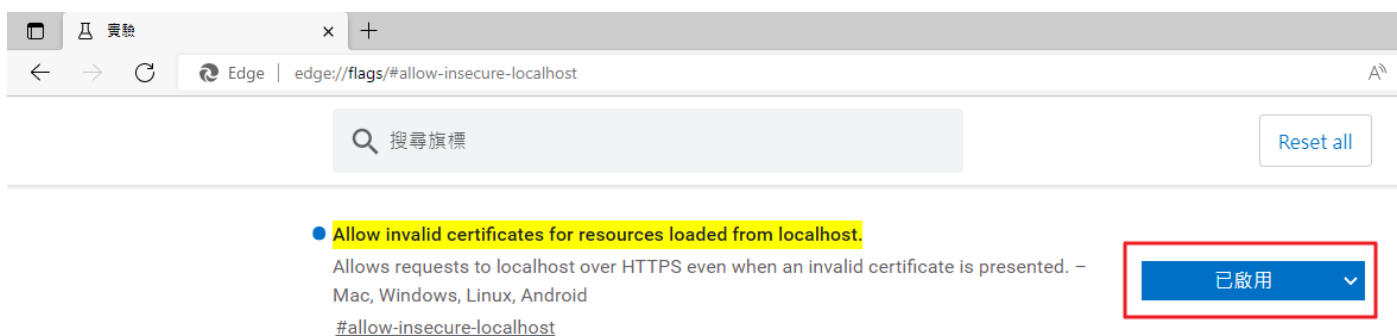 實驗
Edge edge://flags/#allow-insecure-localhost
搜尋旗標
Reset all
Allow invalid certificates for resources loaded from localhost.
Allows requests to localhost over HTTPS even when an invalid certificate is presented. –
Mac, Windows, Linux, Android
#allow-insecure-localhost
已啟用